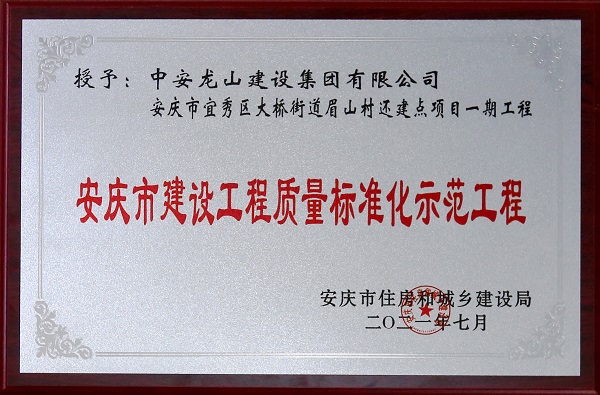 授予：中安龙山建设集团有限公司
安庆市宜秀区大桥街道眉山村还建点项目一期工程
安庆市建设工程质量标准化示范工程
安庆市住房和城乡建设局
二〇二一年七月